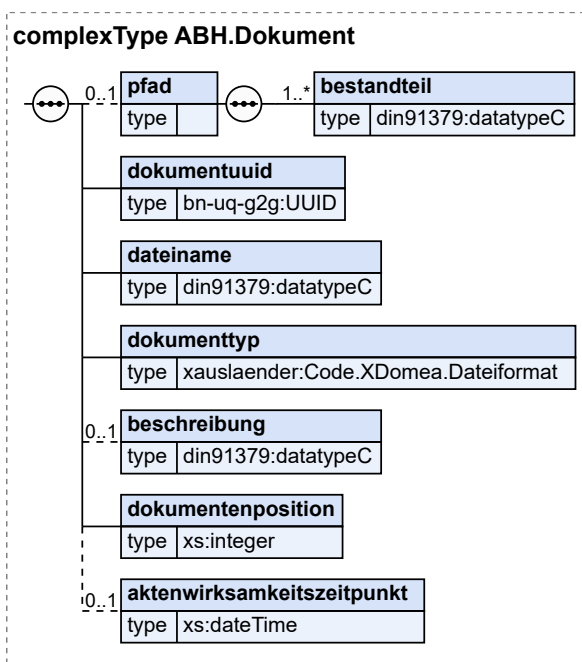 complexType ABH.Dokument
0..1 pfad 1..* bestandteil
type type din91379:datatypeC
dokumentuuid
type bn-uq-g2g:UUID
dateiname
type din91379:datatypeC
dokumenttyp
type xauslaender:Code.XDomea.Dateiformat
0..1 beschreibung
type din91379:datatypeC
dokumentenposition
type xs:integer
0..1 aktenwirksamkeitszeitpunkt
type xs:dateTime